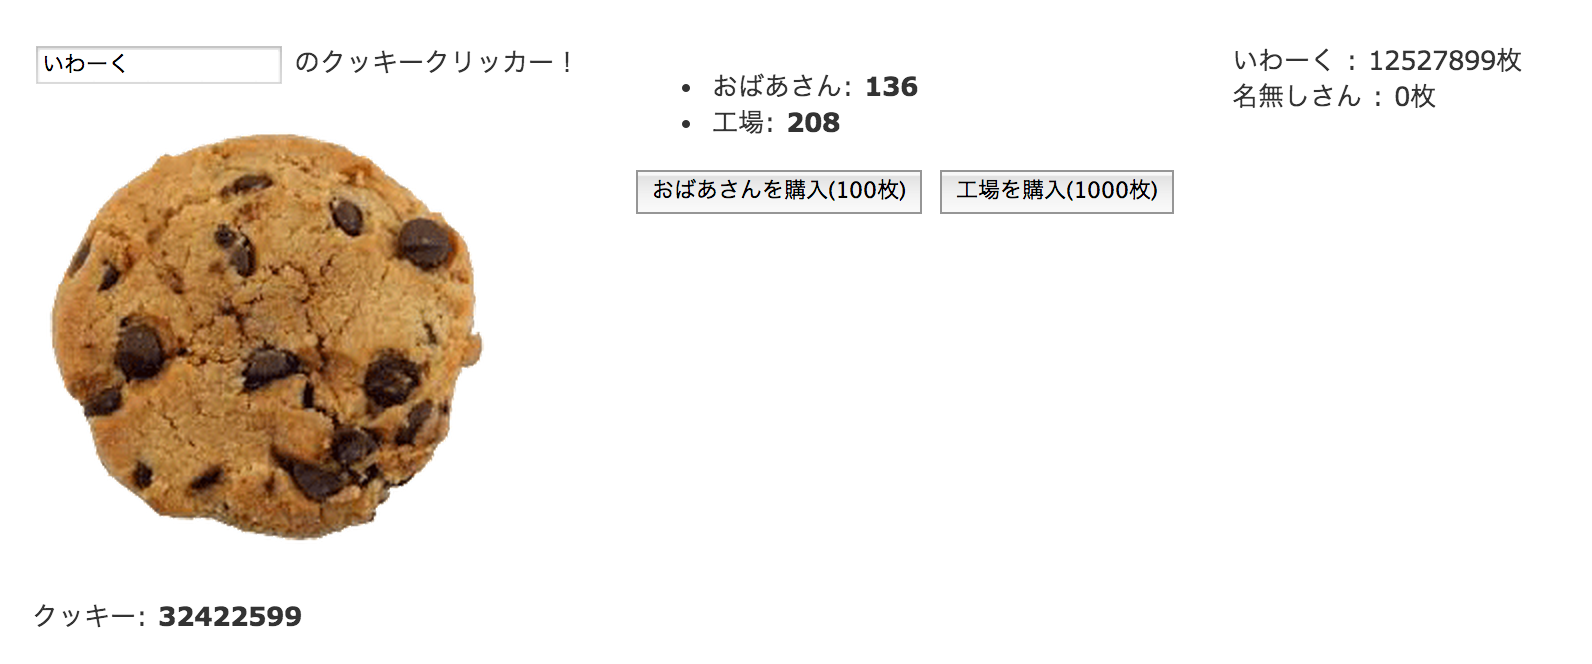 いわーく のクッキークリッカー！
おばあさん: 136
工場: 208
おばあさんを購入(100枚) 工場を購入(1000枚)
いわーく : 12527899枚
名無しさん : 0枚
クッキー: 32422599